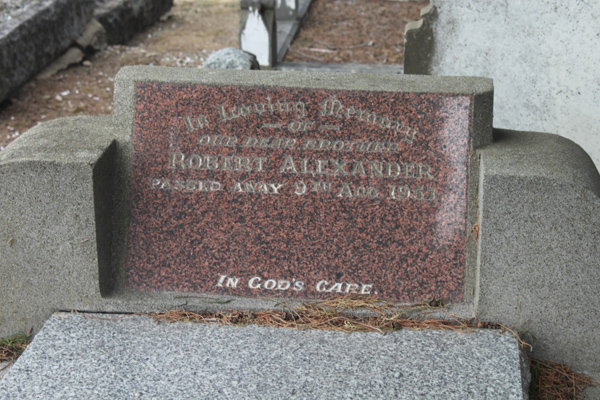 In Loving Memory
OF
OUR DEAR BROTHER
ROBERT ALEXANDER
PASSED AWAY 9TH AUG. 1951
IN GOD'S CARE.